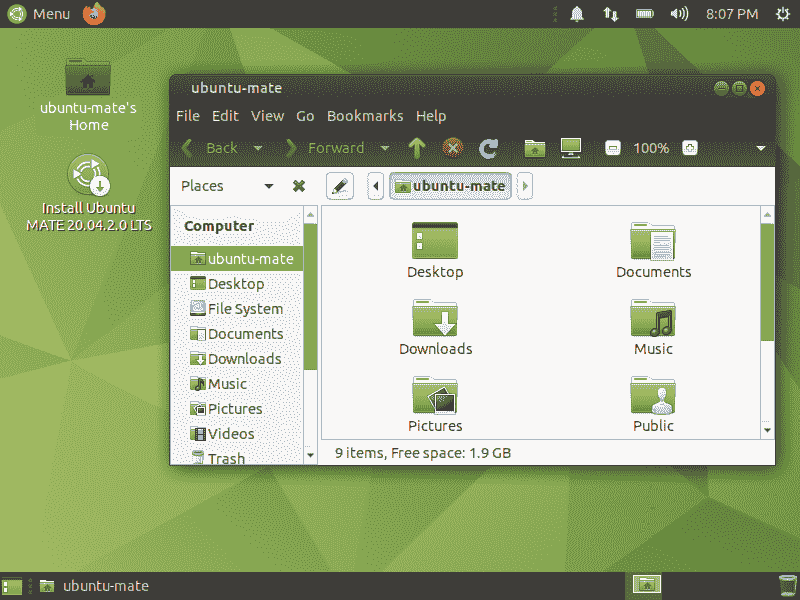 Menu 8:07 PM
ubuntu-mate's
Home
Install Ubuntu
MATE 20.04.2.0 LTS
ubuntu-mate
File Edit View Go Bookmarks Help
Back Forward 100%
Places ubuntu-mate
Computer
ubuntu-mate
Desktop
File System
Documents
Downloads
Music
Pictures
Videos
Trash
Desktop Documents
Downloads Music
Pictures Public
9 items, Free space: 1.9 GB
ubuntu-mate